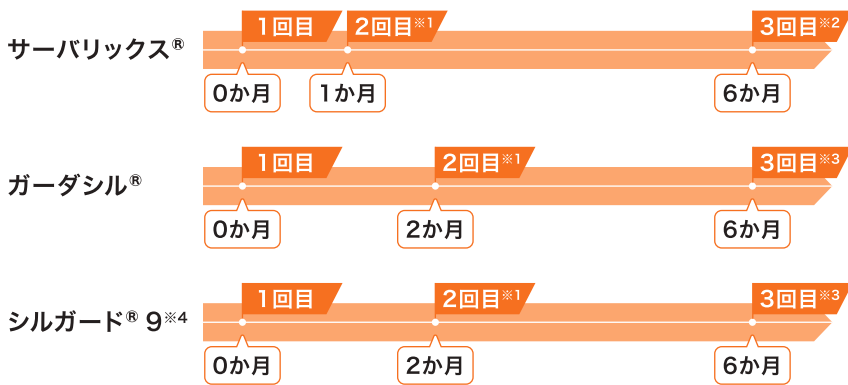 サーバリックス®
1回目 2回目※1 3回目※2
0か月 1か月 6か月
ガーダシル®
1回目 2回目※1 3回目※3
0か月 2か月 6か月
シルガード® 9※4
1回目 2回目※1 3回目※3
0か月 2か月 6か月